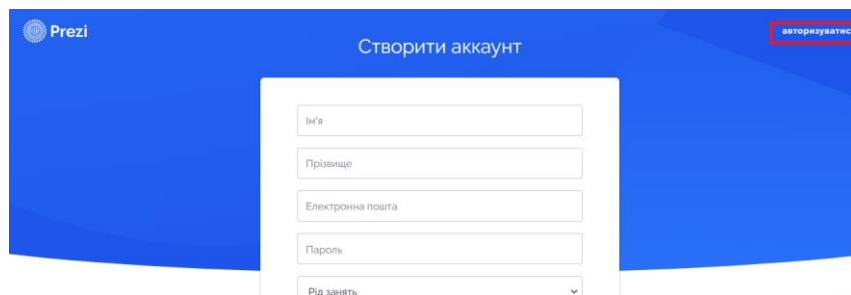 Prezi
авторизуватис
Створити аккаунт
Ім'я
Прізвище
Електронна пошта
Пароль
Рід занять